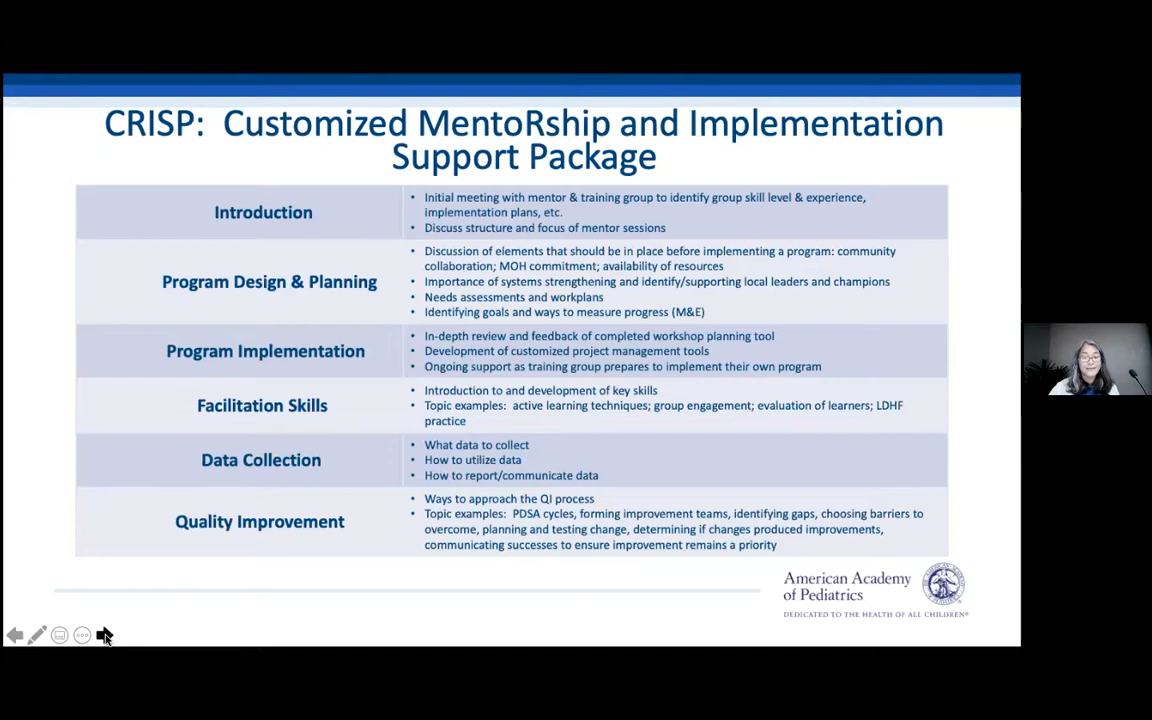 CRISP: Customized MentoRship and Implementation
Support Package
Introduction
• Initial meeting with mentor & training group to identify group skill level & experience,
implementation plans, etc.
• Discuss structure and focus of mentor sessions
Program Design & Planning
• Discussion of elements that should be in place before implementing a program: community
collaboration; MOH commitment; availability of resources
• Importance of systems strengthening and identify/supporting local leaders and champions
• Needs assessments and workplans
• Identifying goals and ways to measure progress (M&E)
Program Implementation
• In-depth review and feedback of completed workshop planning tool
• Development of customized project management tools
• Ongoing support as training group prepares to implement their own program
Facilitation Skills
• Introduction to and development of key skills
• Topic examples: active learning techniques; group engagement; evaluation of learners; LDHF
practice
Data Collection
• What data to collect
• How to utilize data
• How to report/communicate data
Quality Improvement
• Ways to approach the QI process
• Topic examples: PDSA cycles, forming improvement teams, identifying gaps, choosing barriers to
overcome, planning and testing change, determining if changes produced improvements,
communicating successes to ensure improvement remains a priority
American Academy
of Pediatrics
DEDICATED TO THE HEALTH OF ALL CHILDREN®